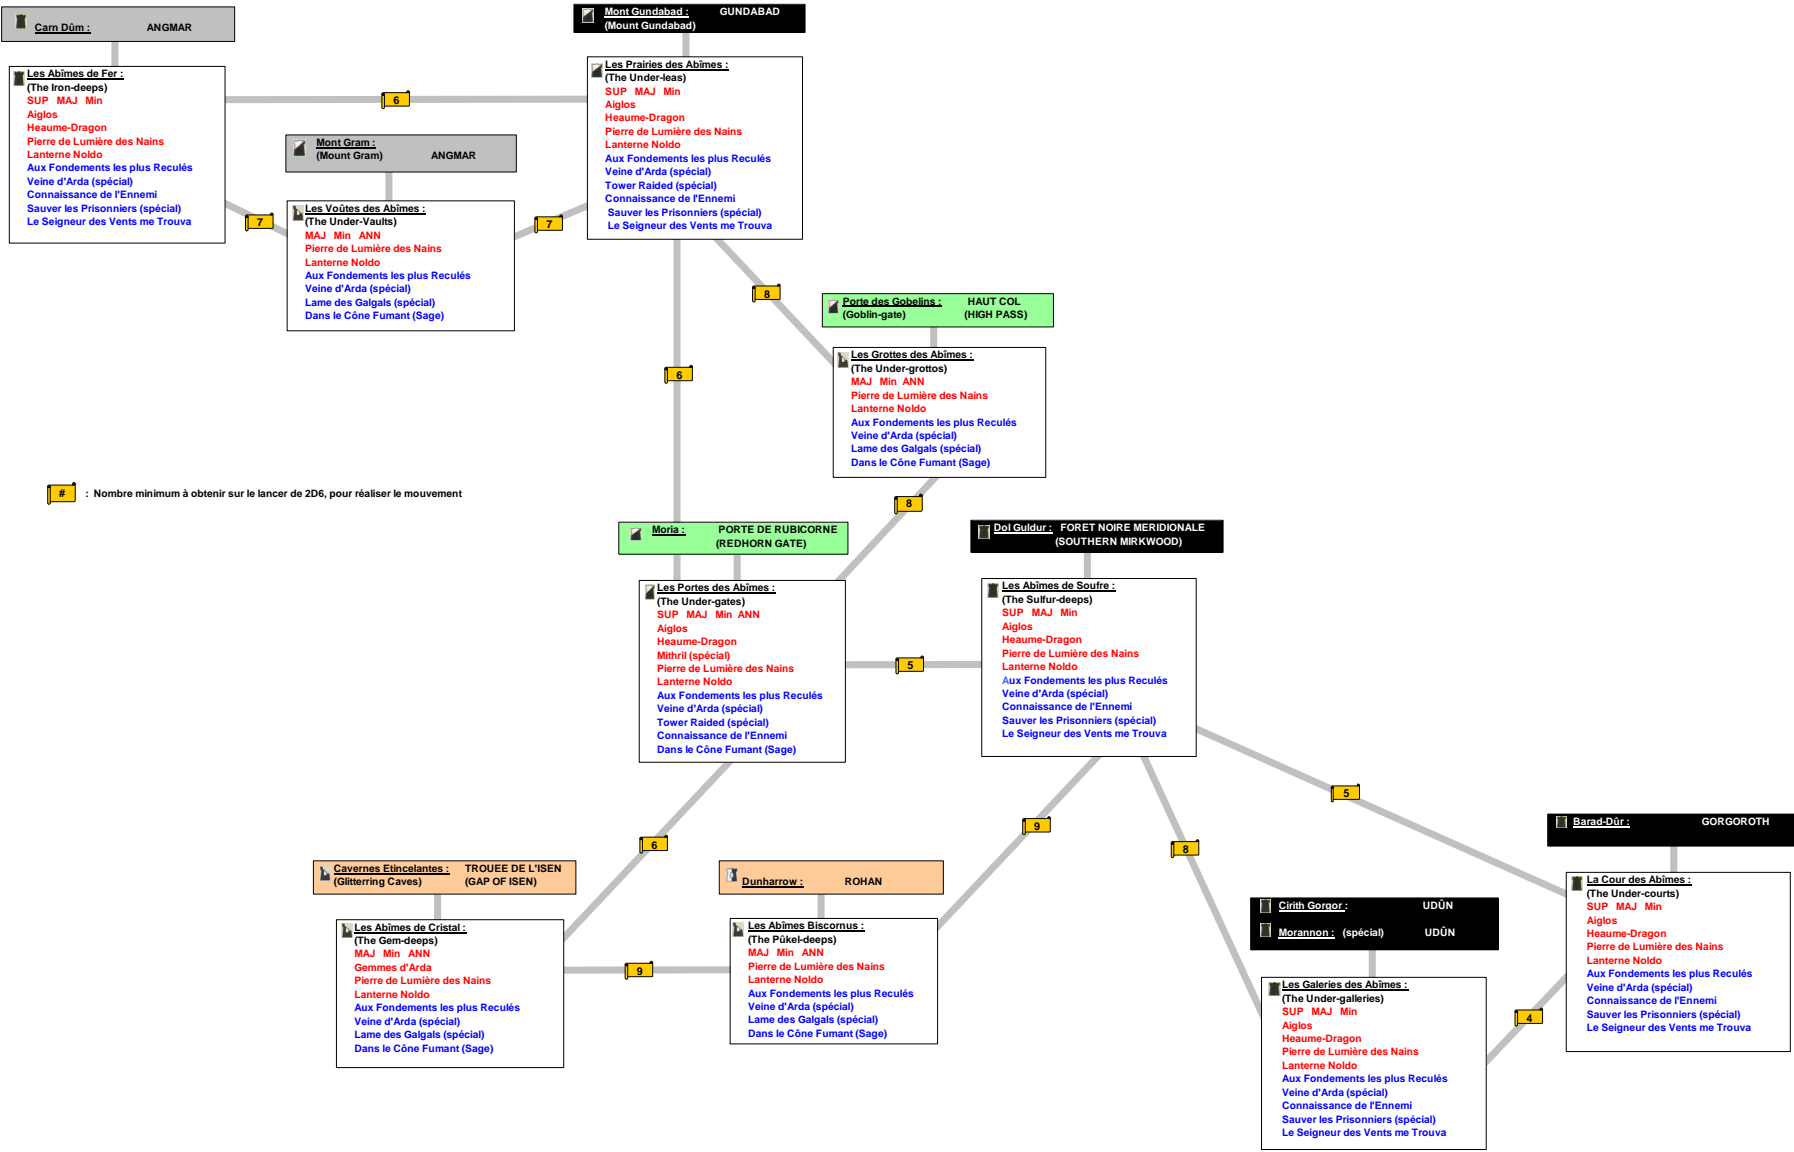 Carn Dûm : ANGMAR
Les Abîmes de Fer :
(The Iron-deeps)
SUP MAJ Min
Aiglos
Heaume-Dragon
Pierre de Lumière des Nains
Lanterne Noldo
Aux Fondements les plus Reculés
Veine d'Arda (spécial)
Connaissance de l'Ennemi
Sauver les Prisonniers (spécial)
Le Seigneur des Vents me Trouva
Mont Gundabad : GUNDABAD
(Mount Gundabad)
Les Prairies des Abîmes :
(The Under-leas)
SUP MAJ Min
Aiglos
Heaume-Dragon
Pierre de Lumière des Nains
Lanterne Noldo
Aux Fondements les plus Reculés
Veine d'Arda (spécial)
Tower Raided (spécial)
Connaissance de l'Ennemi
Sauver les Prisonniers (spécial)
Le Seigneur des Vents me Trouva
6
Mont Gram :
(Mount Gram) ANGMAR
7
7
Les Voûtes des Abîmes :
(The Under-Vaults)
MAJ Min ANN
Pierre de Lumière des Nains
Lanterne Noldo
Aux Fondements les plus Reculés
Veine d'Arda (spécial)
Lame des Galgals (spécial)
Dans le Cône Fumant (Sage)
8
6
Porte des Gobelins : HAUT COL
(Goblin-gate) (HIGH PASS)
Les Grottes des Abîmes :
(The Under-grottos)
MAJ Min ANN
Pierre de Lumière des Nains
Lanterne Noldo
Aux Fondements les plus Reculés
Veine d'Arda (spécial)
Lame des Galgals (spécial)
Dans le Cône Fumant (Sage)
# : Nombre minimum à obtenir sur le lancer de 2D6, pour réaliser le mouvement
8
Moria : PORTE DE RUBICORNE
(REDHORN GATE)
Les Portes des Abîmes :
(The Under-gates)
SUP MAJ Min ANN
Aiglos
Heaume-Dragon
Mithril (spécial)
Pierre de Lumière des Nains
Lanterne Noldo
Aux Fondements les plus Reculés
Veine d'Arda (spécial)
Tower Raided (spécial)
Connaissance de l'Ennemi
Dans le Cône Fumant (Sage)
5
Dol Guldur : FORET NOIRE MERIDIONALE
(SOUTHERN MIRKWOOD)
Les Abîmes de Soufre :
(The Sulfur-deeps)
SUP MAJ Min
Aiglos
Heaume-Dragon
Pierre de Lumière des Nains
Lanterne Noldo
Aux Fondements les plus Reculés
Veine d'Arda (spécial)
Connaissance de l'Ennemi
Sauver les Prisonniers (spécial)
Le Seigneur des Vents me Trouva
5
9
6
8
Cavernes Etincelantes : TROUEE DE L'ISEN
(Glitterring Caves) (GAP OF ISEN)
Les Abîmes de Cristal :
(The Gem-deeps)
MAJ Min ANN
Gemmes d'Arda
Pierre de Lumière des Nains
Lanterne Noldo
Aux Fondements les plus Reculés
Veine d'Arda (spécial)
Lame des Galgals (spécial)
Dans le Cône Fumant (Sage)
9
Dunharrow : ROHAN
Les Abîmes Biscornus :
(The Pûkel-deeps)
MAJ Min ANN
Pierre de Lumière des Nains
Lanterne Noldo
Aux Fondements les plus Reculés
Veine d'Arda (spécial)
Lame des Galgals (spécial)
Dans le Cône Fumant (Sage)
Cirith Gorgor : UDÛN
Morannon : (spécial) UDÛN
Les Galeries des Abîmes :
(The Under-galleries)
SUP MAJ Min
Aiglos
Heaume-Dragon
Pierre de Lumière des Nains
Lanterne Noldo
Aux Fondements les plus Reculés
Veine d'Arda (spécial)
Connaissance de l'Ennemi
Sauver les Prisonniers (spécial)
Le Seigneur des Vents me Trouva
4
Barad-Dûr : GORGOROTH
La Cour des Abîmes :
(The Under-courts)
SUP MAJ Min
Aiglos
Heaume-Dragon
Pierre de Lumière des Nains
Lanterne Noldo
Aux Fondements les plus Reculés
Veine d'Arda (spécial)
Connaissance de l'Ennemi
Sauver les Prisonniers (spécial)
Le Seigneur des Vents me Trouva